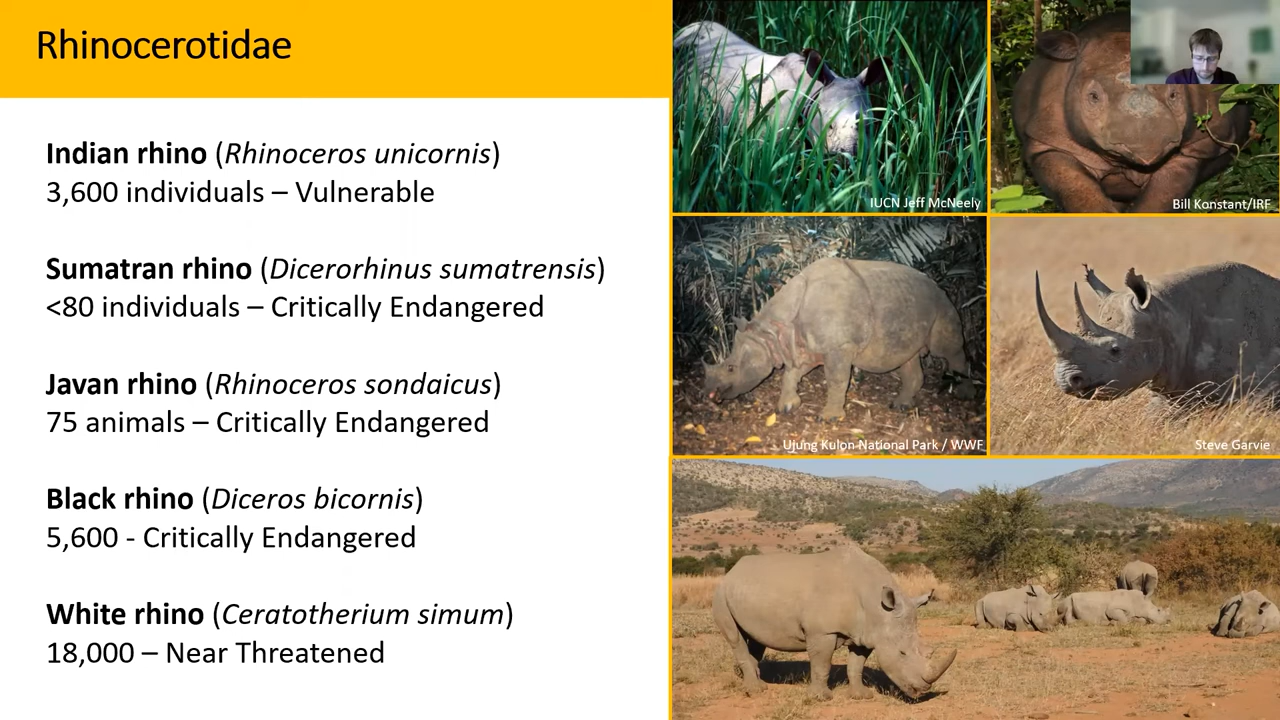 Rhinocerotidae
Indian rhino (Rhinoceros unicornis)
3,600 individuals – Vulnerable
Sumatran rhino (Dicerorhinus sumatrensis)
<80 individuals – Critically Endangered
Javan rhino (Rhinoceros sondaicus)
75 animals – Critically Endangered
Black rhino (Diceros bicornis)
5,600 - Critically Endangered
White rhino (Ceratotherium simum)
18,000 – Near Threatened
IUCN Jeff McNeely
Bill Konstant/IRF
Ujung Kulon National Park / WWF
Steve Garvie